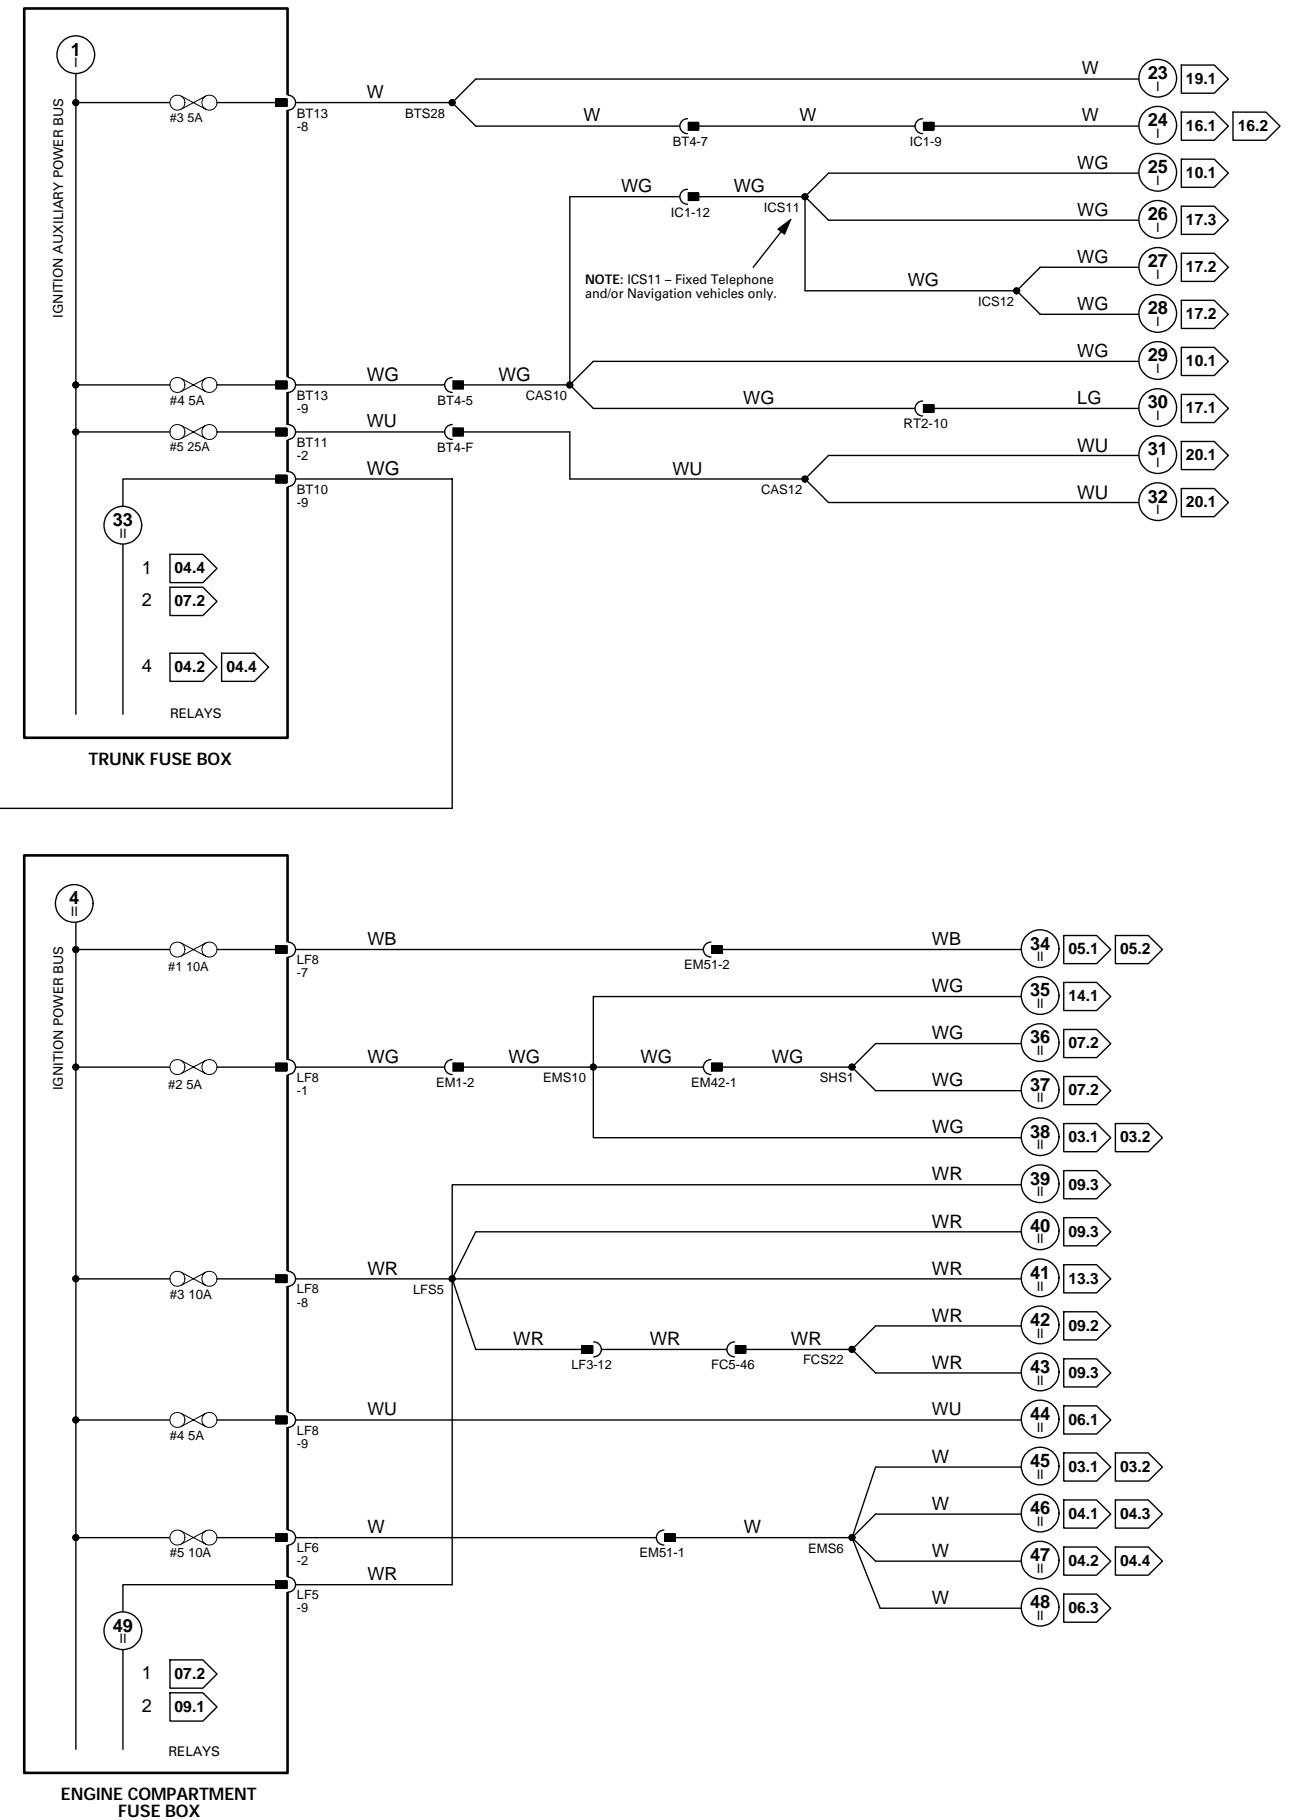 1
I
IGNITION AUXILIARY POWER BUS
#3 5A
BT13
-8
W
BTS28
W
23
I
19.1
W
BT4-7
W
IC1-9
W
24
I
16.1
16.2
WG
IC1-12
WG
ICS11
WG
25
I
10.1
WG
26
I
17.3
NOTE: ICS11 – Fixed Telephone
and/or Navigation vehicles only.
WG
ICS12
WG
27
I
17.2
WG
28
I
17.2
#4 5A
BT13
-9
WG
BT4-5
WG
CAS10
WG
29
I
10.1
WG
RT2-10
LG
30
I
17.1
#5 25A
BT11
-2
WU
BT4-F
WU
CAS12
WU
31
I
20.1
WU
32
I
20.1
BT10
-9
WG
33
II
1 04.4
2 07.2
4 04.2 04.4
RELAYS
TRUNK FUSE BOX
4
II
IGNITION POWER BUS
#1 10A
LF8
-7
WB
EM51-2
WB
34
II
05.1
05.2
#2 5A
LF8
-1
WG
EM1-2
WG
EMS10
WG
35
II
14.1
WG
EM42-1
WG
SHS1
WG
36
II
07.2
WG
37
II
07.2
WG
38
II
03.1
03.2
#3 10A
LF8
-8
WR
LFS5
WR
39
II
09.3
WR
40
II
09.3
WR
41
II
13.3
WR
LF3-12
WR
FC5-46
WR
FCS22
WR
42
II
09.2
WR
43
II
09.3
#4 5A
LF8
-9
WU
WU
44
II
06.1
#5 10A
LF6
-2
W
EM51-1
W
EMS6
W
45
II
03.1
03.2
W
46
II
04.1
04.3
W
47
II
04.2
04.4
W
48
II
06.3
LF5
-9
WR
49
II
1 07.2
2 09.1
RELAYS
ENGINE COMPARTMENT
FUSE BOX